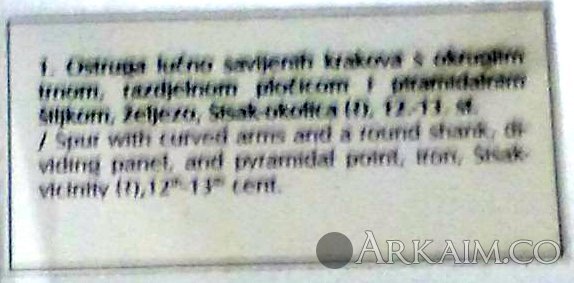 1. Ostruga lučno savijenih krakova s okruglim
trnom, razdjelnom pločicom i piramidalnim
šiljkom, željezo, Sisak-okolica (?), 12.-13. st.
/ Spur with curved arms and a round shank, di-
viding panel, and pyramidal point, iron, Sisak-
vicinity (?),12th-13th cent.
ARKAIM.CO